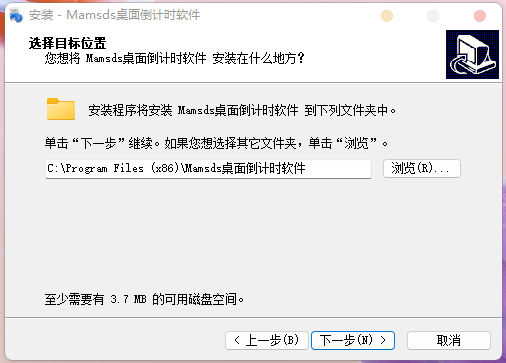 安装 - Mamsds桌面倒计时软件
选择目标位置
您想将 Mamsds桌面倒计时软件 安装在什么地方?
安装程序将安装 Mamsds桌面倒计时软件 到下列文件夹中。
单击“下一步”继续。如果您想选择其它文件夹，单击“浏览”。
C:\Program Files (x86)\Mamsds桌面倒计时软件
浏览(R)...
至少需要有 3.7 MB 的可用磁盘空间。
< 上一步(B)
下一步(N) >
取消